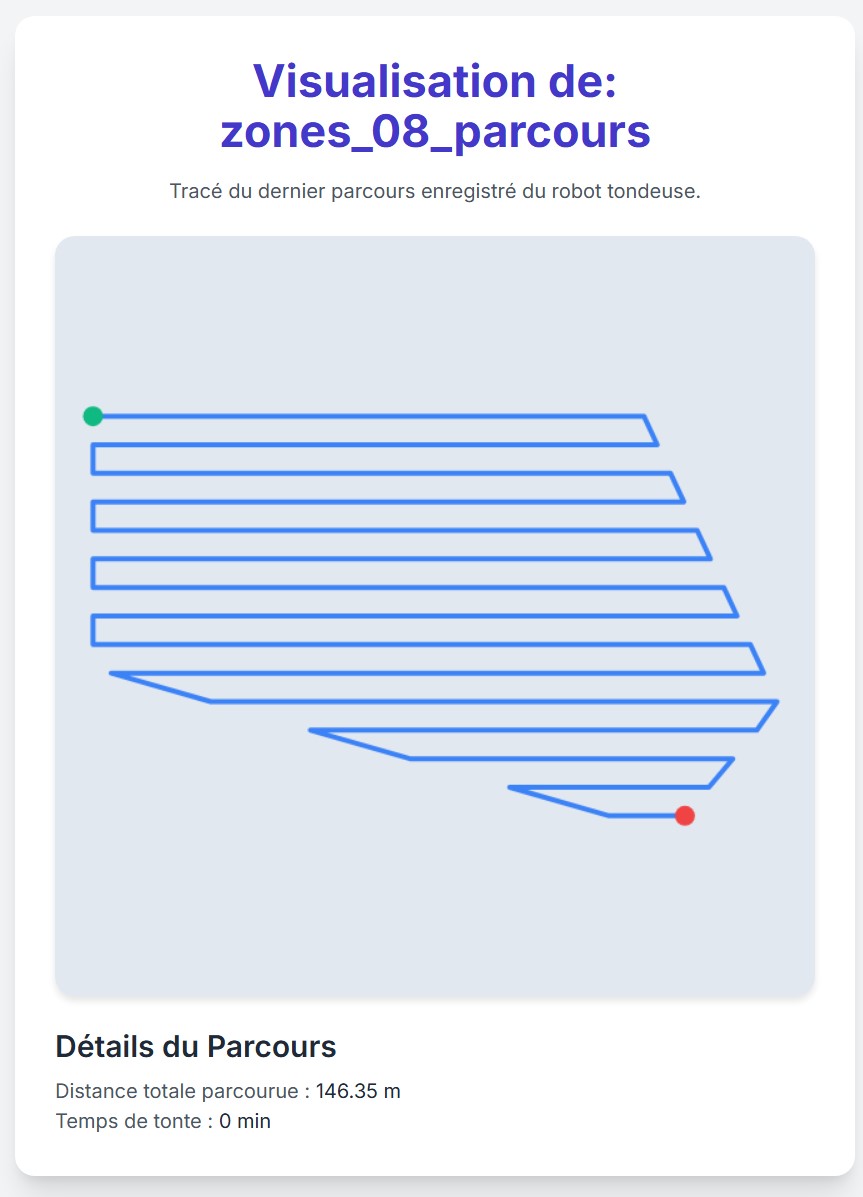 Visualisation de:
zones_08_parcours
Tracé du dernier parcours enregistré du robot tondeuse.
Détails du Parcours
Distance totale parcourue : 146.35 m
Temps de tonte : 0 min